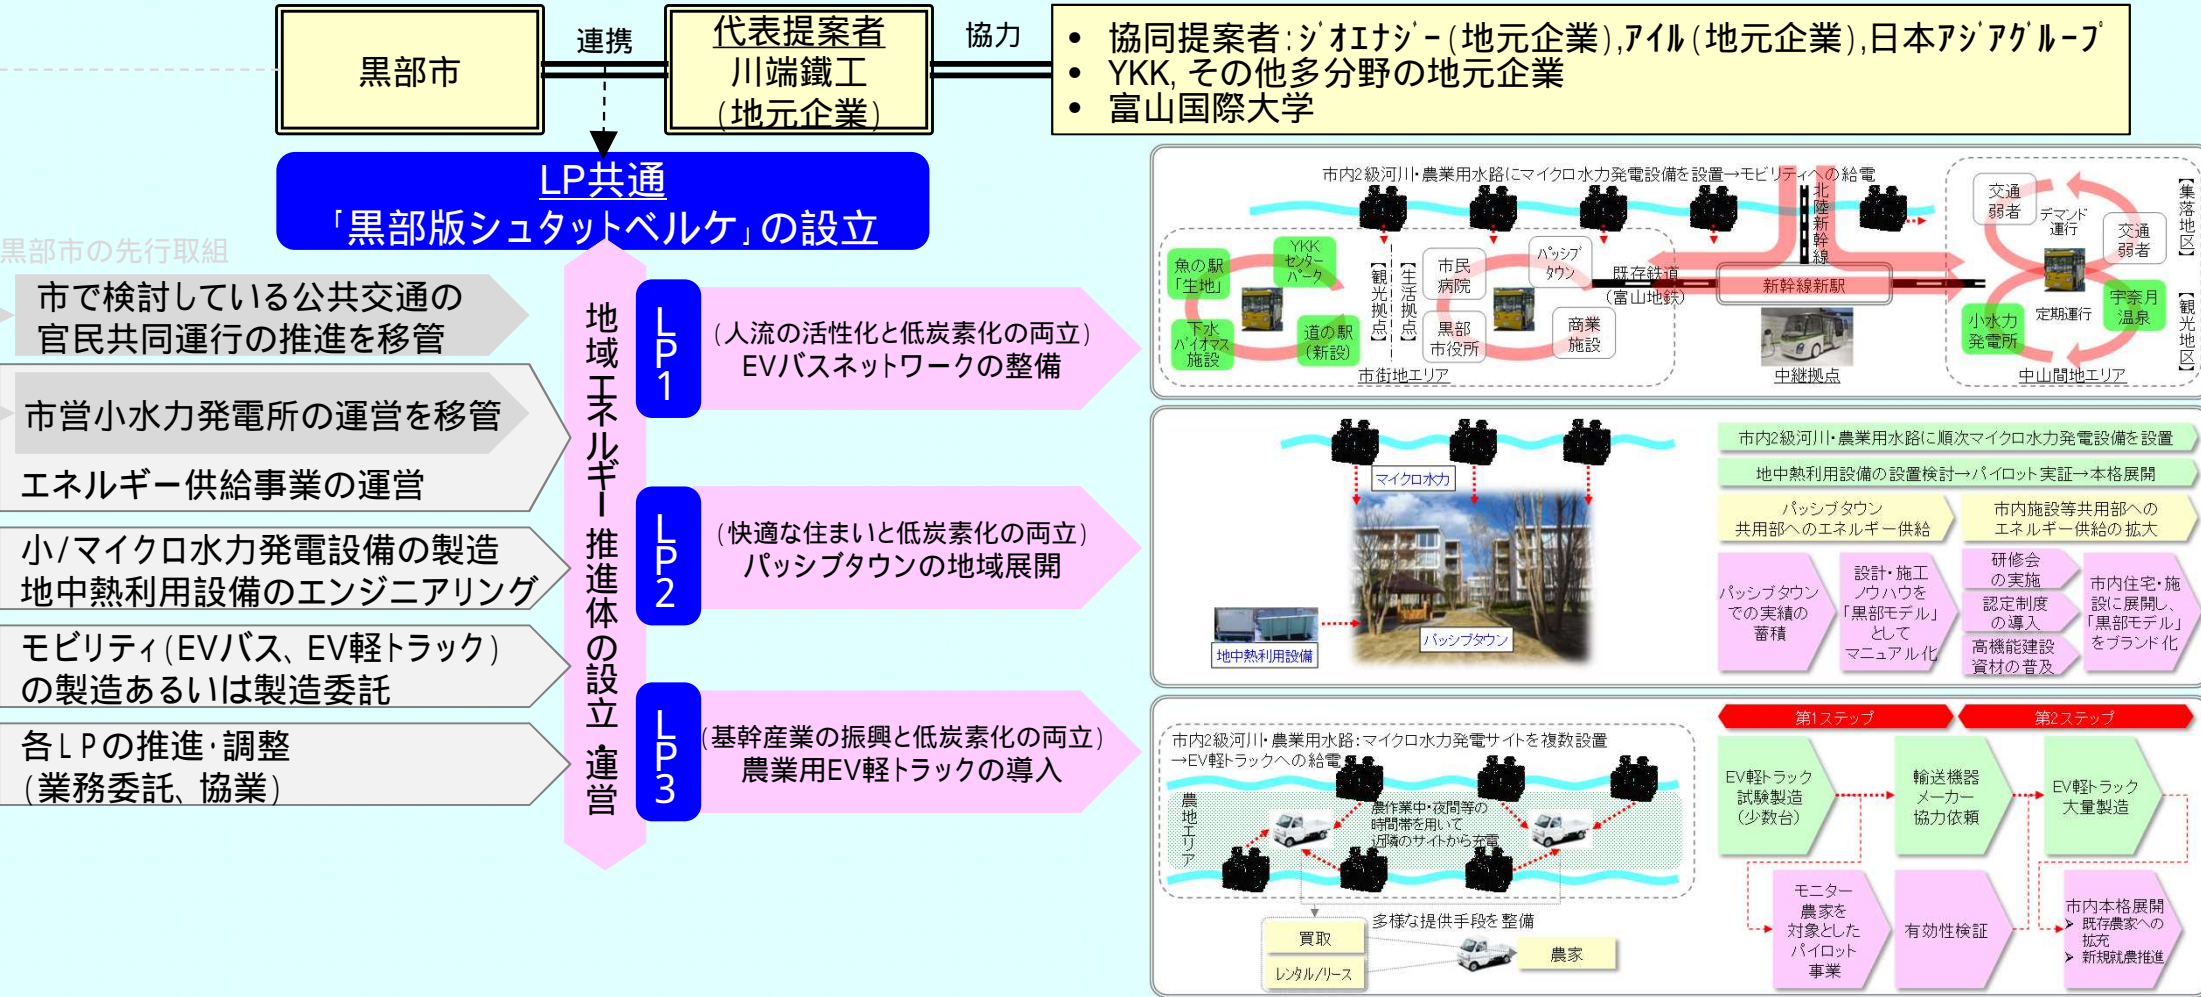 黒部市
連携
代表提案者
川端鐵工
(地元企業)
協力
• 協同提案者:ジオエナジー(地元企業),アイル(地元企業),日本アジアグループ
• YKK, その他多分野の地元企業
• 富山国際大学
LP共通
「黒部版シュタットベルケ」の設立
黒部市の先行取組
市で検討している公共交通の
官民共同運行の推進を移管
市営小水力発電所の運営を移管
エネルギー供給事業の運営
小/マイクロ水力発電設備の製造
地中熱利用設備のエンジニアリング
モビリティ(EVバス、EV軽トラック)
の製造あるいは製造委託
各LPの推進・調整
(業務委託、協業)
地域エネルギー推進体の設立・運営
LP1
(人流の活性化と低炭素化の両立)
EVバスネットワークの整備
LP2
(快適な住まいと低炭素化の両立)
パッシブタウンの地域展開
LP3
(基幹産業の振興と低炭素化の両立)
農業用EV軽トラックの導入
市内2級河川・農業用水路にマイクロ水力発電設備を設置→モビリティへの給電
魚の駅
「生地」
YKK
センター
パーク
下水
バイオマス
施設
道の駅
(新設)
【観光拠点】
【生活拠点】
市民
病院
パッシブ
タウン
黒部
市役所
商業
施設
市街地エリア
既存鉄道
(富山地鉄)
北陸新幹線
新幹線新駅
中継拠点
交通
弱者
デマンド
運行
交通
弱者
小水力
発電所
定期運行
宇奈月
温泉
【集落地区】
【観光地区】
中山間地エリア
マイクロ水力
パッシブタウン
地中熱利用設備
市内2級河川・農業用水路に順次マイクロ水力発電設備を設置
地中熱利用設備の設置検討→パイロット実証→本格展開
パッシブタウン
共用部へのエネルギー供給
市内施設等共用部への
エネルギー供給の拡大
パッシブタウン
での実績の
蓄積
設計・施工
ノウハウを
「黒部モデル」
として
マニュアル化
研修会
の実施
認定制度
の導入
高機能建設
資材の普及
市内住宅・施
設に展開し、
「黒部モデル」
をブランド化
市内2級河川・農業用水路:マイクロ水力発電サイトを複数設置
→EV軽トラックへの給電
農地エリア
農作業中・夜間等の
時間帯を用いて
近隣のサイトから充電
多様な提供手段を整備
買取
レンタル/リース
農家
第1ステップ
第2ステップ
EV軽トラック
試験製造
(少数台)
輸送機器
メーカー
協力依頼
EV軽トラック
大量製造
モニター
農家を
対象とした
パイロット
事業
有効性検証
市内本格展開
➢ 既存農家への
拡充
➢ 新規就農推進